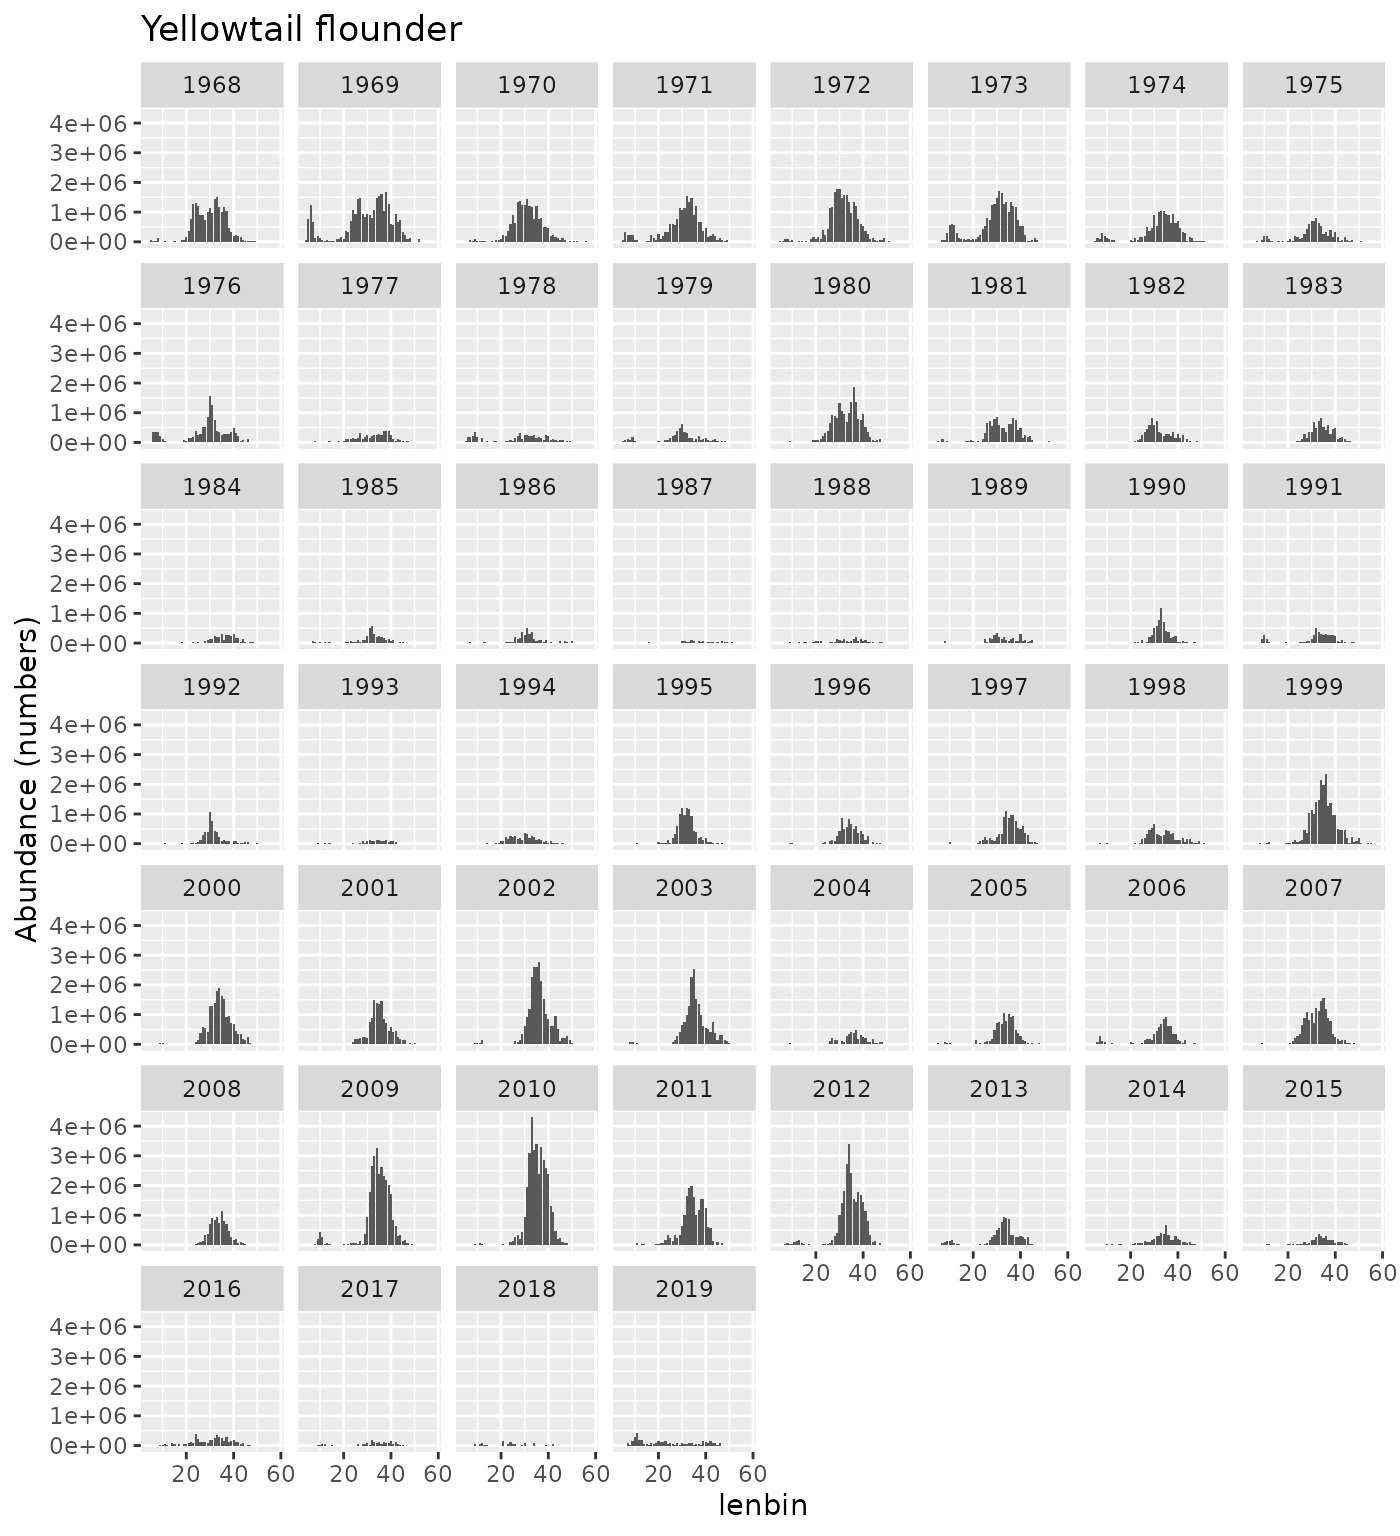 Yellowtail flounder
1968 1969 1970 1971 1972 1973 1974 1975
4e+06
3e+06
2e+06
1e+06
0e+00
1976 1977 1978 1979 1980 1981 1982 1983
4e+06
3e+06
2e+06
1e+06
0e+00
1984 1985 1986 1987 1988 1989 1990 1991
4e+06
3e+06
2e+06
1e+06
0e+00
Abundance (numbers)
1992 1993 1994 1995 1996 1997 1998 1999
4e+06
3e+06
2e+06
1e+06
0e+00
2000 2001 2002 2003 2004 2005 2006 2007
4e+06
3e+06
2e+06
1e+06
0e+00
2008 2009 2010 2011 2012 2013 2014 2015
4e+06
3e+06
2e+06
1e+06
0e+00
20 40 60 20 40 60 20 40 60 20 40 60
2016 2017 2018 2019
4e+06
3e+06
2e+06
1e+06
0e+00
20 40 60 20 40 60 20 40 60 20 40 60
lenbin